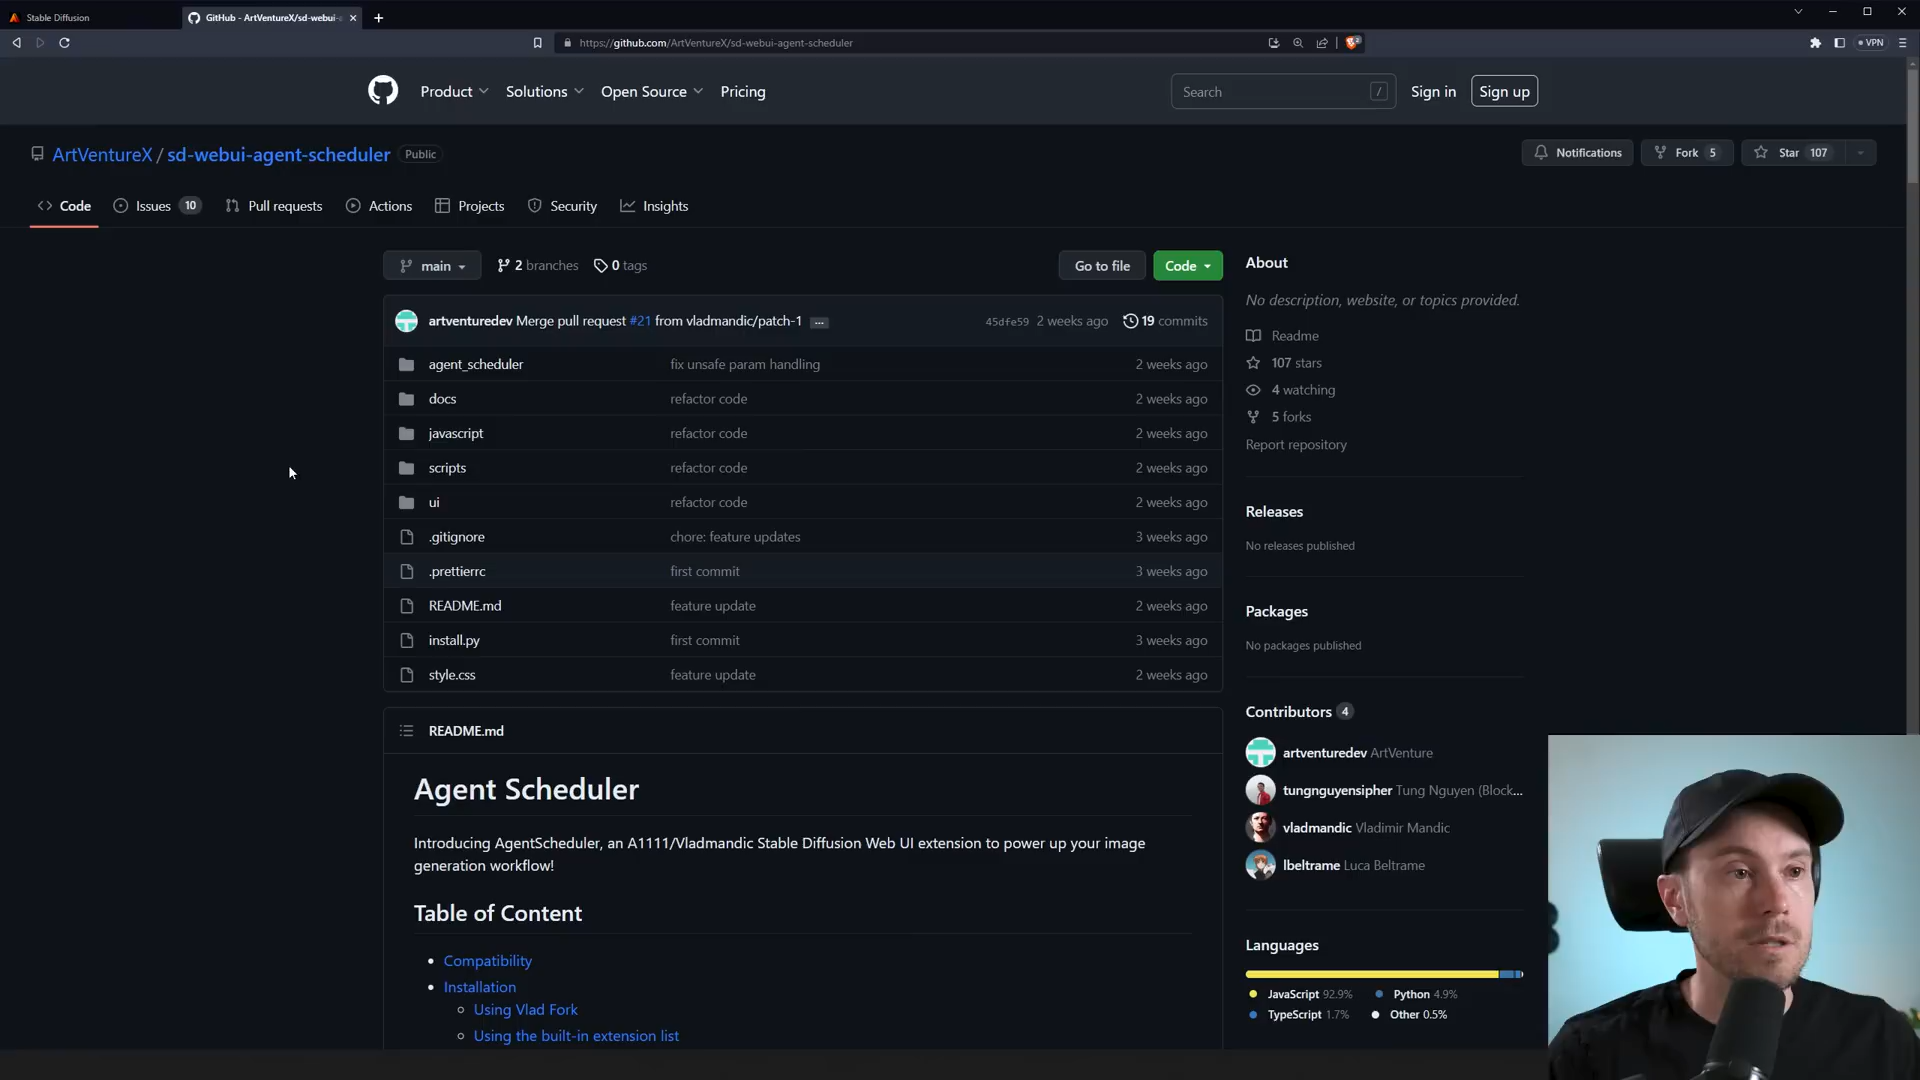 Stable Diffusion
GitHub - ArtVentureX/sd-webui-a
https://github.com/ArtVentureX/sd-webui-agent-scheduler
VPN
Product
Solutions
Open Source
Pricing
Search /
Sign in
Sign up
ArtVentureX / sd-webui-agent-scheduler Public
Notifications
Fork 5
Star 107
Code
Issues 10
Pull requests
Actions
Projects
Security
Insights
main
2 branches
0 tags
Go to file
Code
artventuredev Merge pull request #21 from vladmandic/patch-1 ... 45dfe59 2 weeks ago 19 commits
agent_scheduler fix unsafe param handling 2 weeks ago
docs refactor code 2 weeks ago
javascript refactor code 2 weeks ago
scripts refactor code 2 weeks ago
ui refactor code 2 weeks ago
.gitignore chore: feature updates 3 weeks ago
.prettierrc first commit 3 weeks ago
README.md feature update 2 weeks ago
install.py first commit 3 weeks ago
style.css feature update 2 weeks ago
README.md
Agent Scheduler
Introducing AgentScheduler, an A1111/Vladmandic Stable Diffusion Web UI extension to power up your image
generation workflow!
Table of Content
Compatibility
Installation
Using Vlad Fork
Using the built-in extension list
About
No description, website, or topics provided.
Readme
107 stars
4 watching
5 forks
Report repository
Releases
No releases published
Packages
No packages published
Contributors 4
artventuredev ArtVenture
tungnguyensipher Tung Nguyen (Block...
vladmandic Vladimir Mandic
lbeltrame Luca Beltrame
Languages
JavaScript 92.9% Python 4.9%
TypeScript 1.7% Other 0.5%